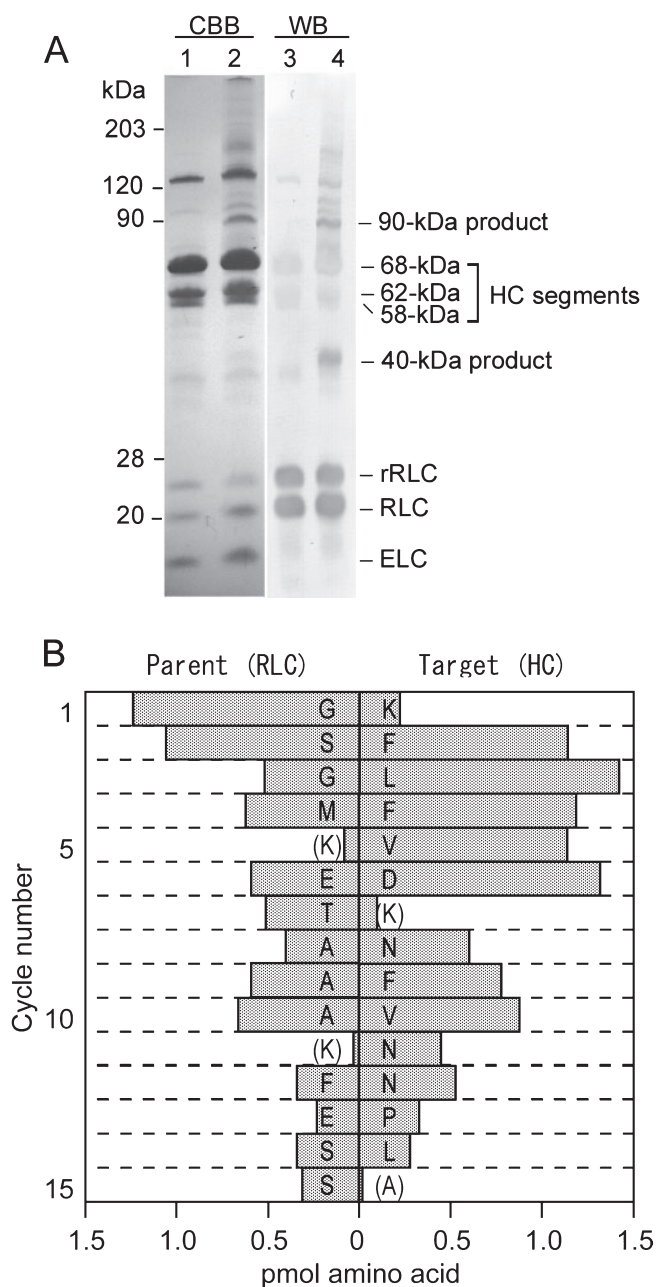 A
CBB WB
1 2 3 4
kDa
203
120
90
28
20
90-kDa product
68-kDa
62-kDa
58-kDa
HC segments
40-kDa product
rRLC
RLC
ELC
B
Parent (RLC) Target (HC)
Cycle number
1 G K
S F
G L
M F
5 (K) V
E D
T (K)
A N
A F
10 A V
(K) N
F N
E P
S L
15 S (A)
1.5 1.0 0.5 0 0.5 1.0 1.5
pmol amino acid